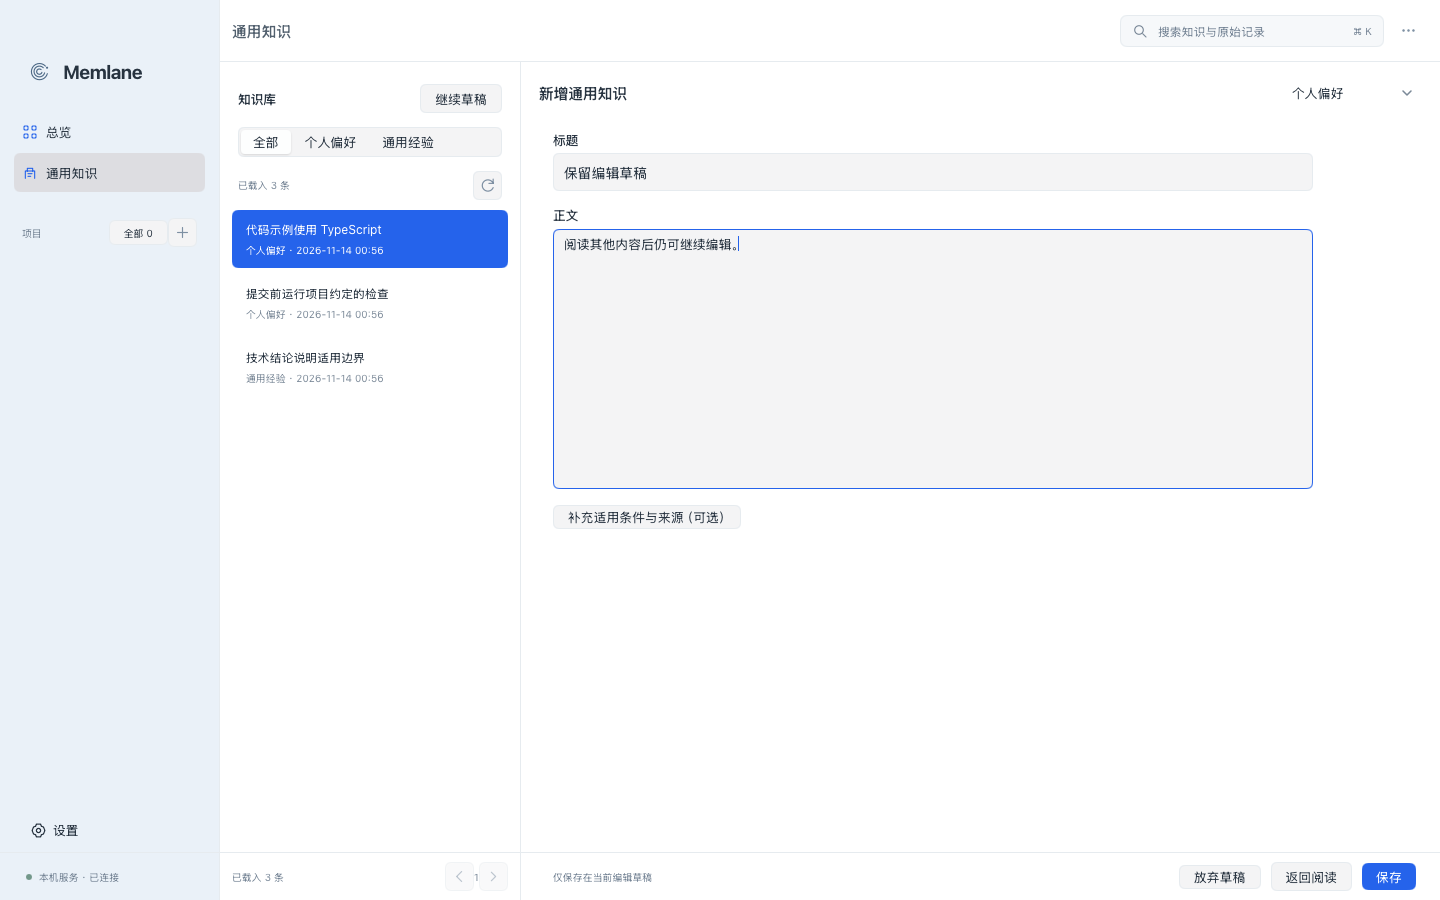 Memlane
总览
通用知识
项目
全部 0
设置
本机服务 · 已连接
通用知识
搜索知识与原始记录
⌘ K
知识库
继续草稿
全部
个人偏好
通用经验
已载入 3 条
代码示例使用 TypeScript
个人偏好 · 2026-11-14 00:56
提交前运行项目约定的检查
个人偏好 · 2026-11-14 00:56
技术结论说明适用边界
通用经验 · 2026-11-14 00:56
已载入 3 条
1
新增通用知识
个人偏好
标题
保留编辑草稿
正文
阅读其他内容后仍可继续编辑。
补充适用条件与来源（可选）
仅保存在当前编辑草稿
放弃草稿
返回阅读
保存